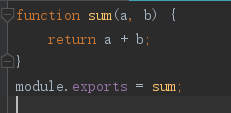 function sum(a, b) {
    return a + b;
}
module.exports = sum;